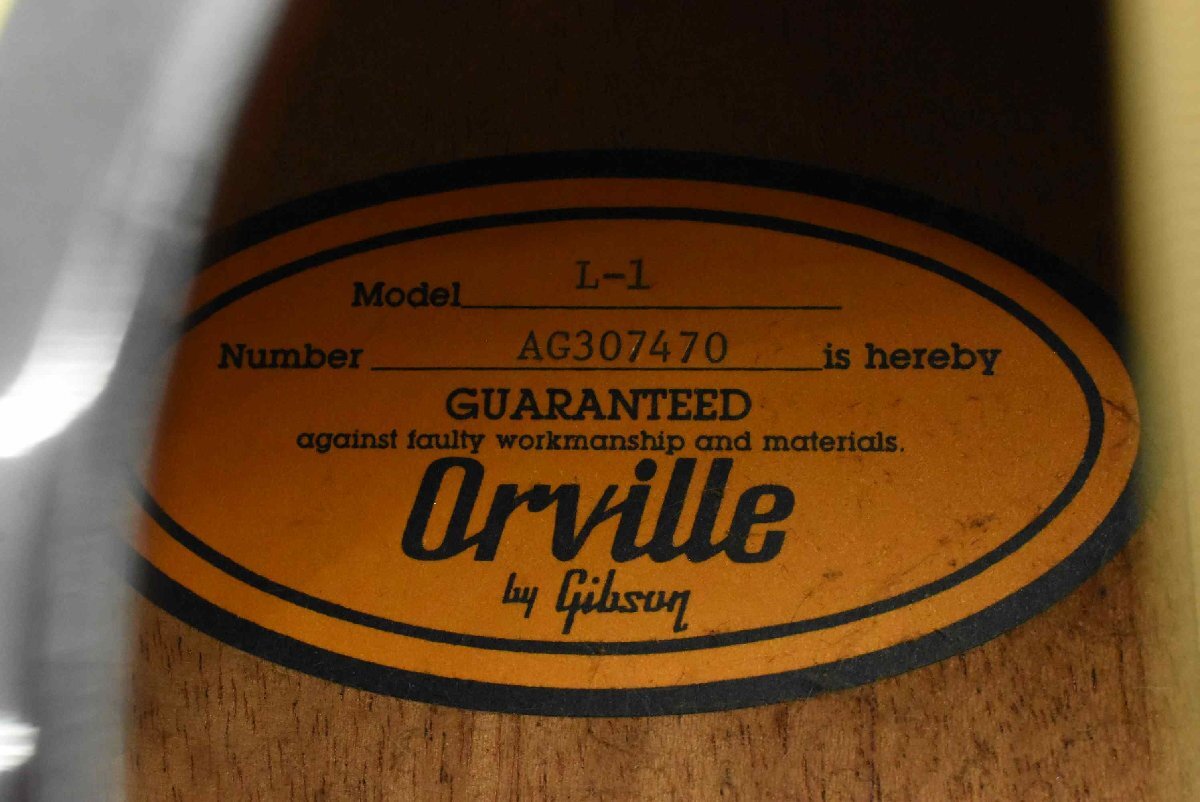 Model L-1
Number AG307470 is hereby
GUARANTEED
against faulty workmanship and materials.
Orville
by Gibson